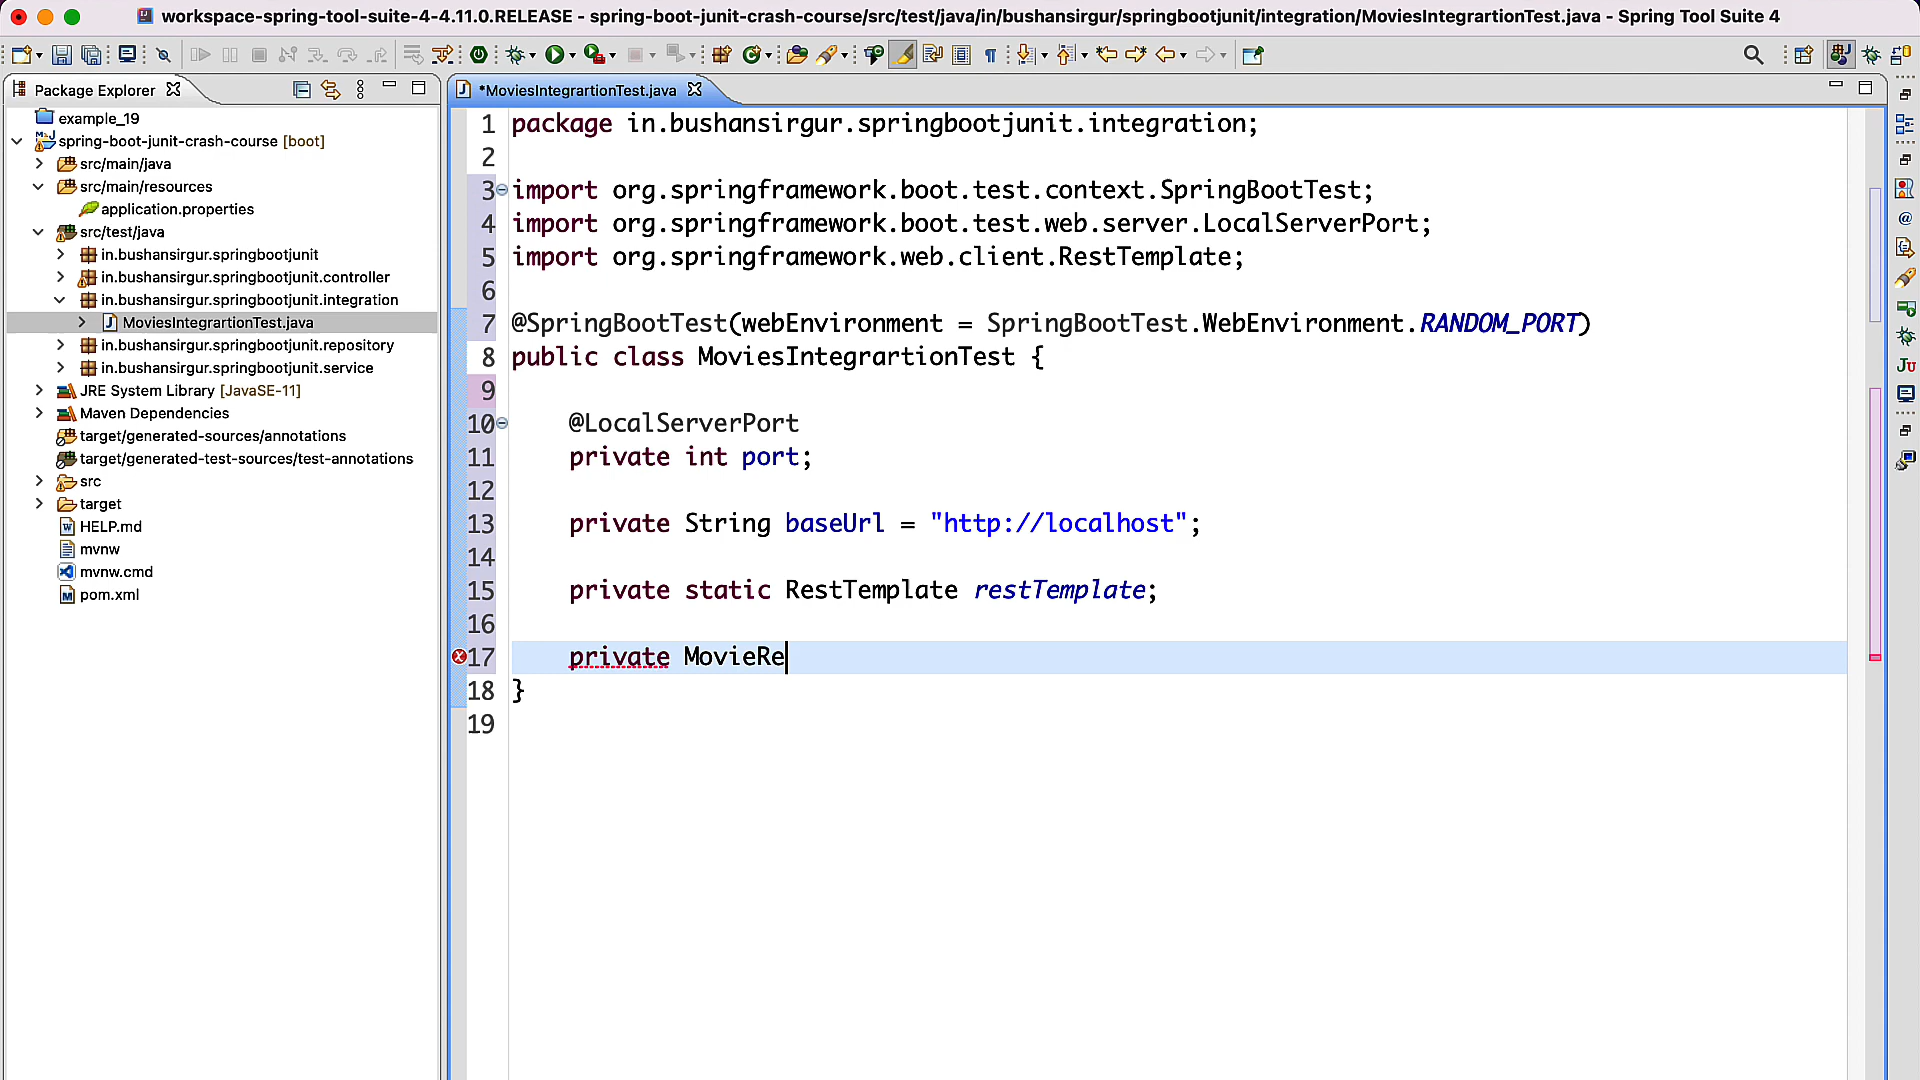 workspace-spring-tool-suite-4-4.11.0.RELEASE - spring-boot-junit-crash-course/src/test/java/in/bushansirgur/springbootjunit/integration/MoviesIntegrartionTest.java - Spring Tool Suite 4
Package Explorer
*MoviesIntegrartionTest.java
example_19
spring-boot-junit-crash-course [boot]
src/main/java
src/main/resources
application.properties
src/test/java
in.bushansirgur.springbootjunit
in.bushansirgur.springbootjunit.controller
in.bushansirgur.springbootjunit.integration
MoviesIntegrartionTest.java
in.bushansirgur.springbootjunit.repository
in.bushansirgur.springbootjunit.service
JRE System Library [JavaSE-11]
Maven Dependencies
target/generated-sources/annotations
target/generated-test-sources/test-annotations
src
target
HELP.md
mvnw
mvnw.cmd
pom.xml
1 package in.bushansirgur.springbootjunit.integration;
2
3 import org.springframework.boot.test.context.SpringBootTest;
4 import org.springframework.boot.test.web.server.LocalServerPort;
5 import org.springframework.web.client.RestTemplate;
6
7 @SpringBootTest(webEnvironment = SpringBootTest.WebEnvironment.RANDOM_PORT)
8 public class MoviesIntegrartionTest {
9
10 @LocalServerPort
11 private int port;
12
13 private String baseUrl = "http://localhost";
14
15 private static RestTemplate restTemplate;
16
17 private MovieRe
18 }
19